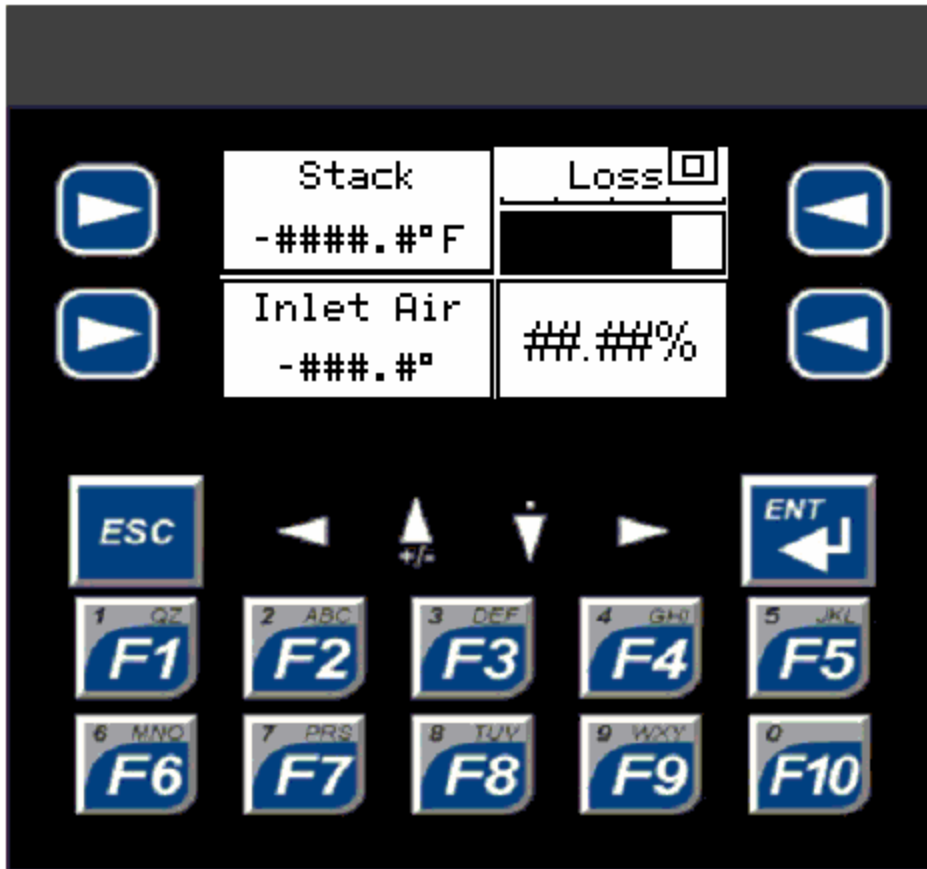 Stack
-####.#°F
Loss
Inlet Air
-###.#°
##.##%
ESC
+/-
ENT
1 QZ
F1
2 ABC
F2
3 DEF
F3
4 GHI
F4
5 JKL
F5
6 MNO
F6
7 PRS
F7
8 TUV
F8
9 WXY
F9
0
F10